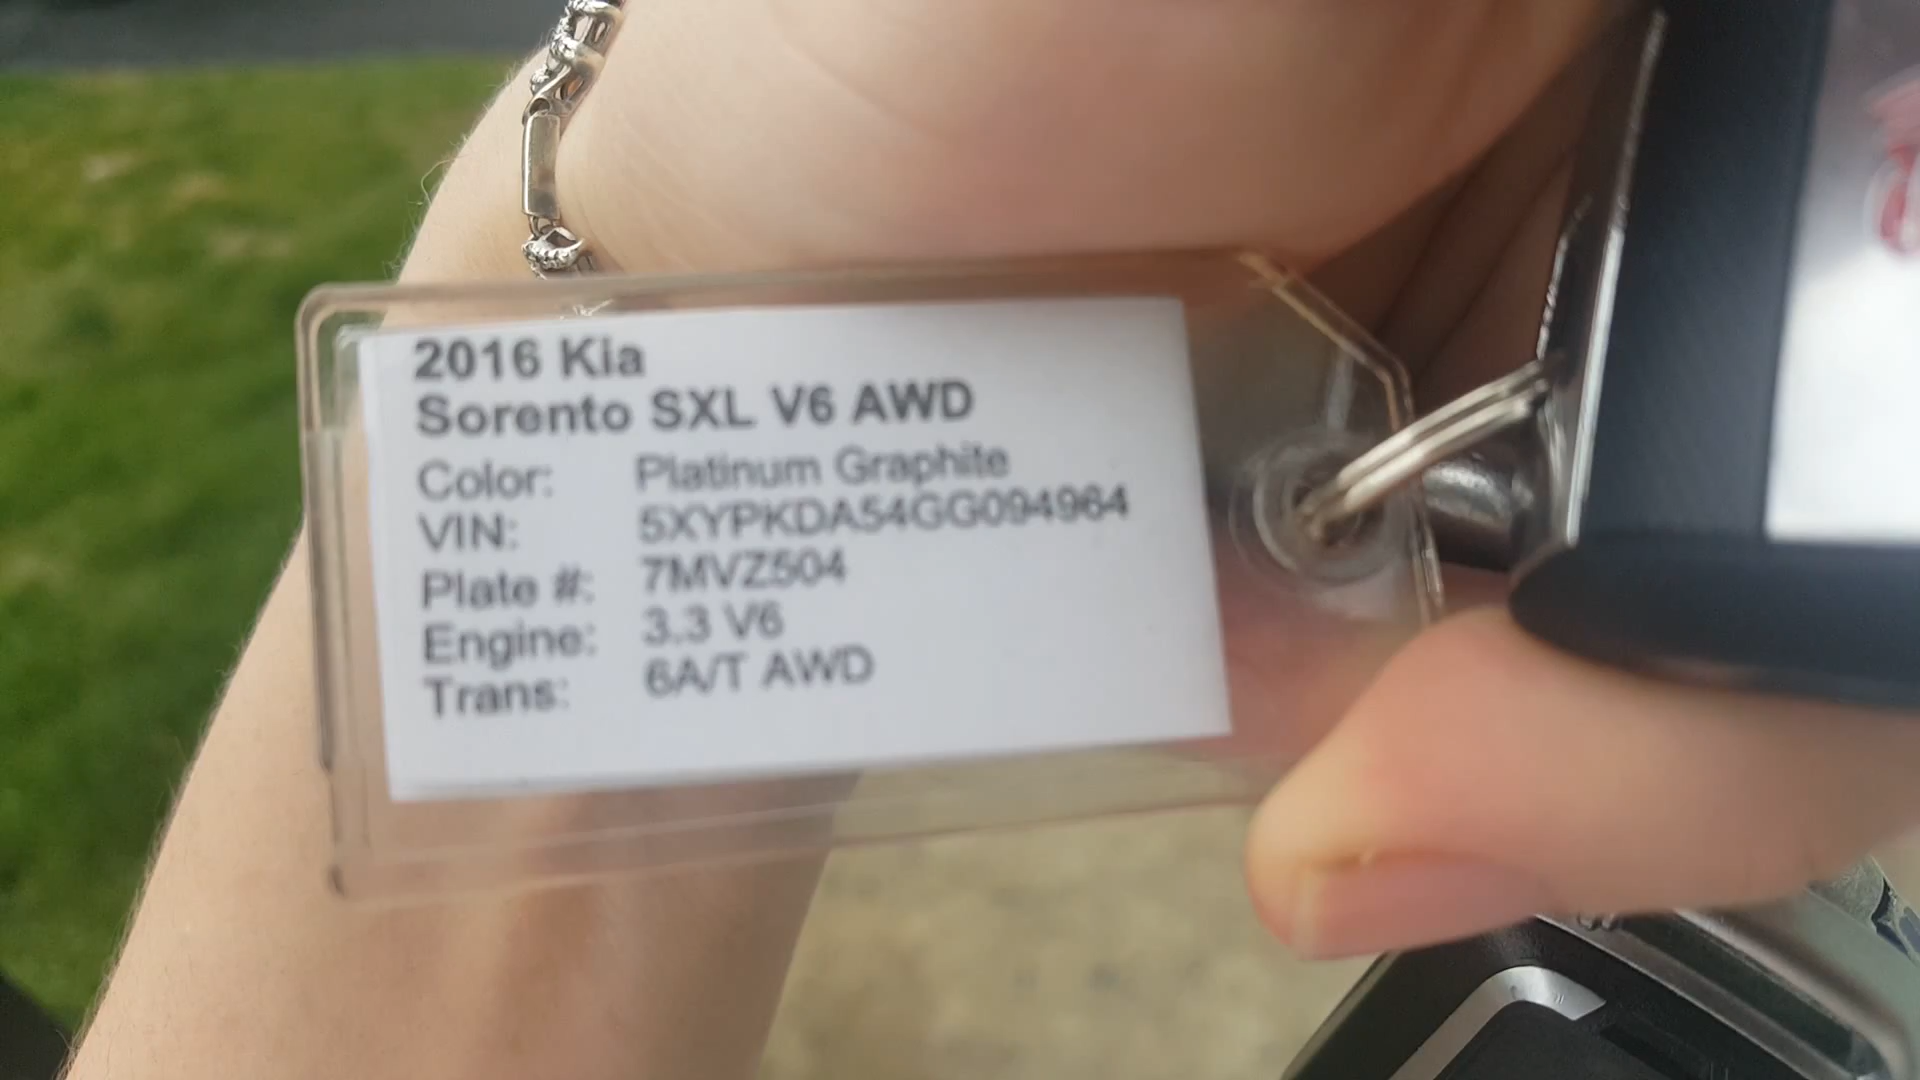 2016 Kia
Sorento SXL V6 AWD
Color: Platinum Graphite
VIN: 5XYPKDA54GG094964
Plate #: 7MVZ504
Engine: 3.3 V6
Trans: 6A/T AWD